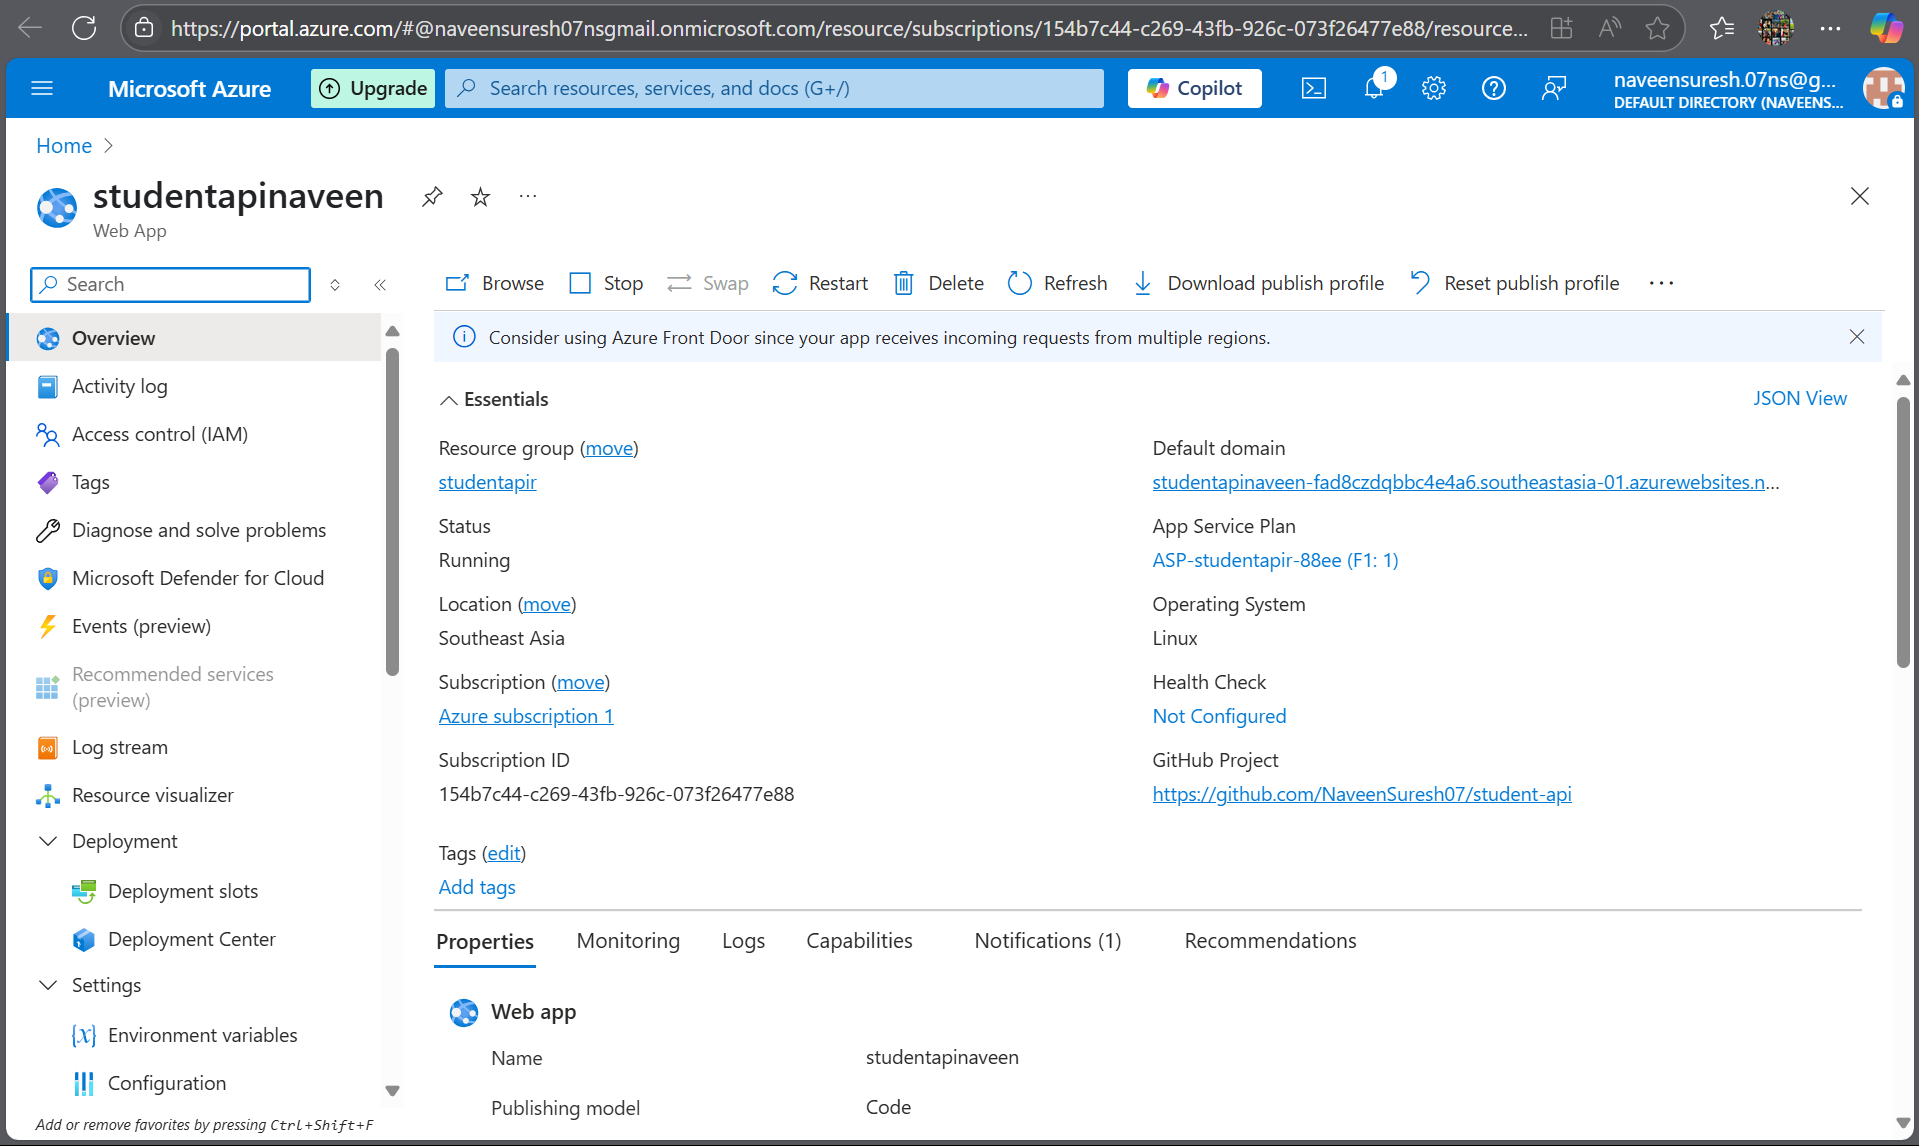 https://portal.azure.com/#@naveensuresh07nsgmail.onmicrosoft.com/resource/subscriptions/154b7c44-c269-43fb-926c-073f26477e88/resource...
Microsoft Azure
Upgrade
Search resources, services, and docs (G+/)
Copilot
1
naveensuresh.07ns@g...
DEFAULT DIRECTORY (NAVEENS...
Home
studentapinaveen
Web App
Search
Browse
Stop
Swap
Restart
Delete
Refresh
Download publish profile
Reset publish profile
Overview
Activity log
Access control (IAM)
Tags
Diagnose and solve problems
Microsoft Defender for Cloud
Events (preview)
Recommended services
(preview)
Log stream
Resource visualizer
Deployment
Deployment slots
Deployment Center
Settings
Environment variables
Configuration
Add or remove favorites by pressing Ctrl+Shift+F
Consider using Azure Front Door since your app receives incoming requests from multiple regions.
Essentials
JSON View
Resource group (move)
studentapir
Status
Running
Location (move)
Southeast Asia
Subscription (move)
Azure subscription 1
Subscription ID
154b7c44-c269-43fb-926c-073f26477e88
Default domain
studentapinaveen-fad8czdqbbc4e4a6.southeastasia-01.azurewebsites.n...
App Service Plan
ASP-studentapir-88ee (F1: 1)
Operating System
Linux
Health Check
Not Configured
GitHub Project
https://github.com/NaveenSuresh07/student-api
Tags (edit)
Add tags
Properties
Monitoring
Logs
Capabilities
Notifications (1)
Recommendations
Web app
Name
studentapinaveen
Publishing model
Code